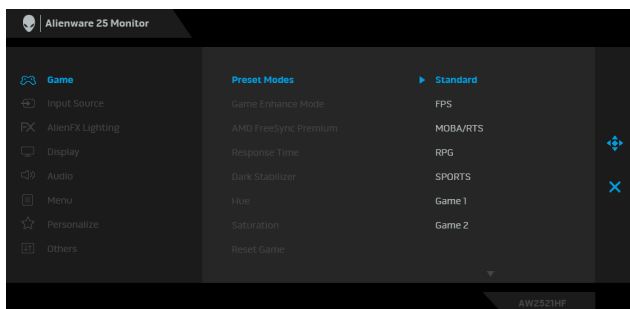 Alienware 25 Monitor
Game
Input Source
AlienFX Lighting
Display
Audio
Menu
Personalize
Others
Preset Modes
Game Enhance Mode
AMD FreeSync Premium
Response Time
Dark Stabilizer
Hue
Saturation
Reset Game
Standard
FPS
MOBA/RTS
RPG
SPORTS
Game 1
Game 2
AW2521HF